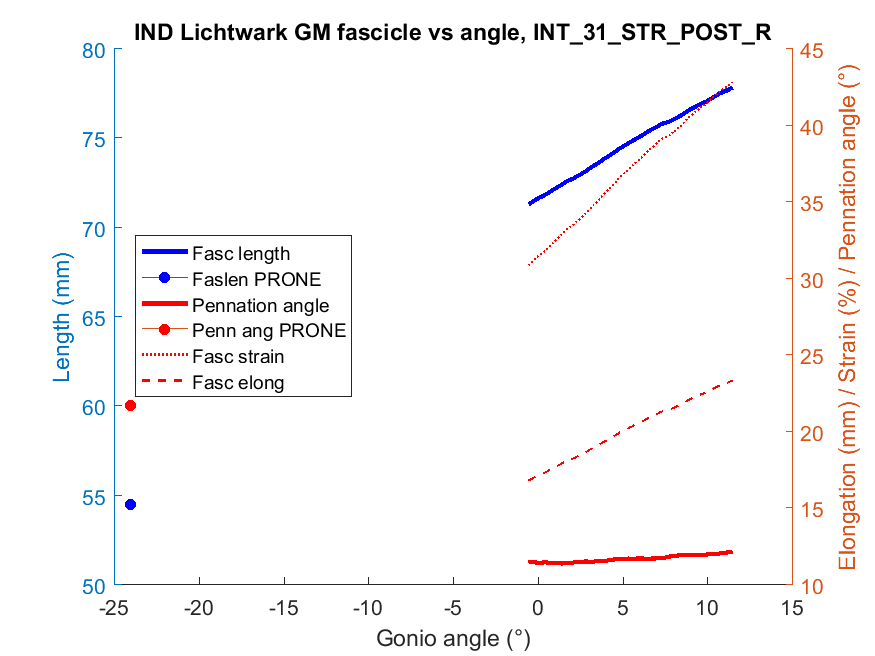 IND Lichtwark GM fascicle vs angle, INT_31_STR_POST_R
80
75
70
65
60
55
50
Length (mm)
45
40
35
30
25
20
15
10
Elongation (mm) / Strain (%) / Pennation angle (°)
Fasc length
Faslen PRONE
Pennation angle
Penn ang PRONE
Fasc strain
Fasc elong
-25
-20
-15
-10
-5
0
5
10
15
Gonio angle (°)